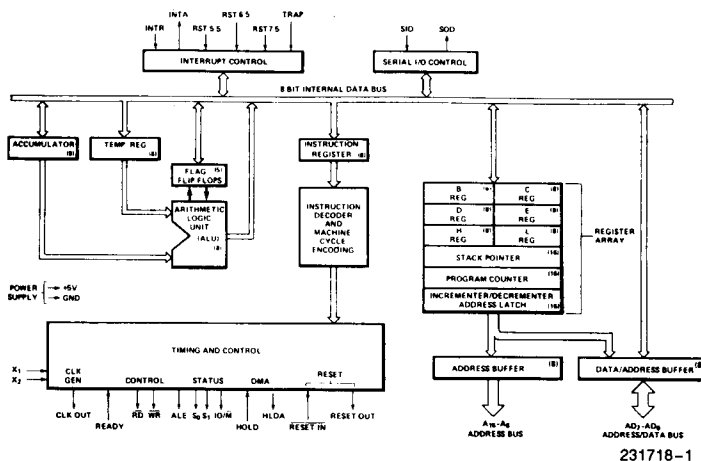 INTA
RST 6 5
TRAP
INTR
RST 5 5
RST 7 5
SID
SOD
INTERRUPT CONTROL
SERIAL I/O CONTROL
8 BIT INTERNAL DATA BUS
ACCUMULATOR
(8)
TEMP REG
(8)
INSTRUCTION
REGISTER (8)
FLAG (5)
FLIP FLOPS
ARITHMETIC
LOGIC
UNIT
(ALU)
(8)
INSTRUCTION
DECODER
AND
MACHINE
CYCLE
ENCODING
B (8)
REG
C (8)
REG
D (8)
REG
E (8)
REG
H (8)
REG
L (8)
REG
STACK POINTER (16)
PROGRAM COUNTER (16)
INCREMENTER/DECREMENTER
ADDRESS LATCH (16)
REGISTER
ARRAY
POWER
SUPPLY
+5V
GND
TIMING AND CONTROL
X1
X2
CLK
GEN
CONTROL
STATUS
DMA
RESET
CLK OUT
READY
RD WR
ALE S0 S1 IO/M
HOLD
HLDA
RESET IN
RESET OUT
ADDRESS BUFFER (8)
DATA/ADDRESS BUFFER (8)
A15-A8
ADDRESS BUS
AD7-AD0
ADDRESS/DATA BUS
231718-1